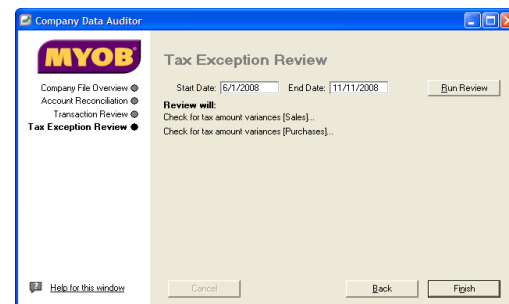 Company Data Auditor
MYOB
Tax Exception Review
Company File Overview
Account Reconciliation
Transaction Review
Tax Exception Review
Start Date: 6/1/2008 End Date: 11/11/2008 Run Review
Review will:
Check for tax amount variances [Sales]...
Check for tax amount variances [Purchases]...
Help for this window
Cancel Back Finish